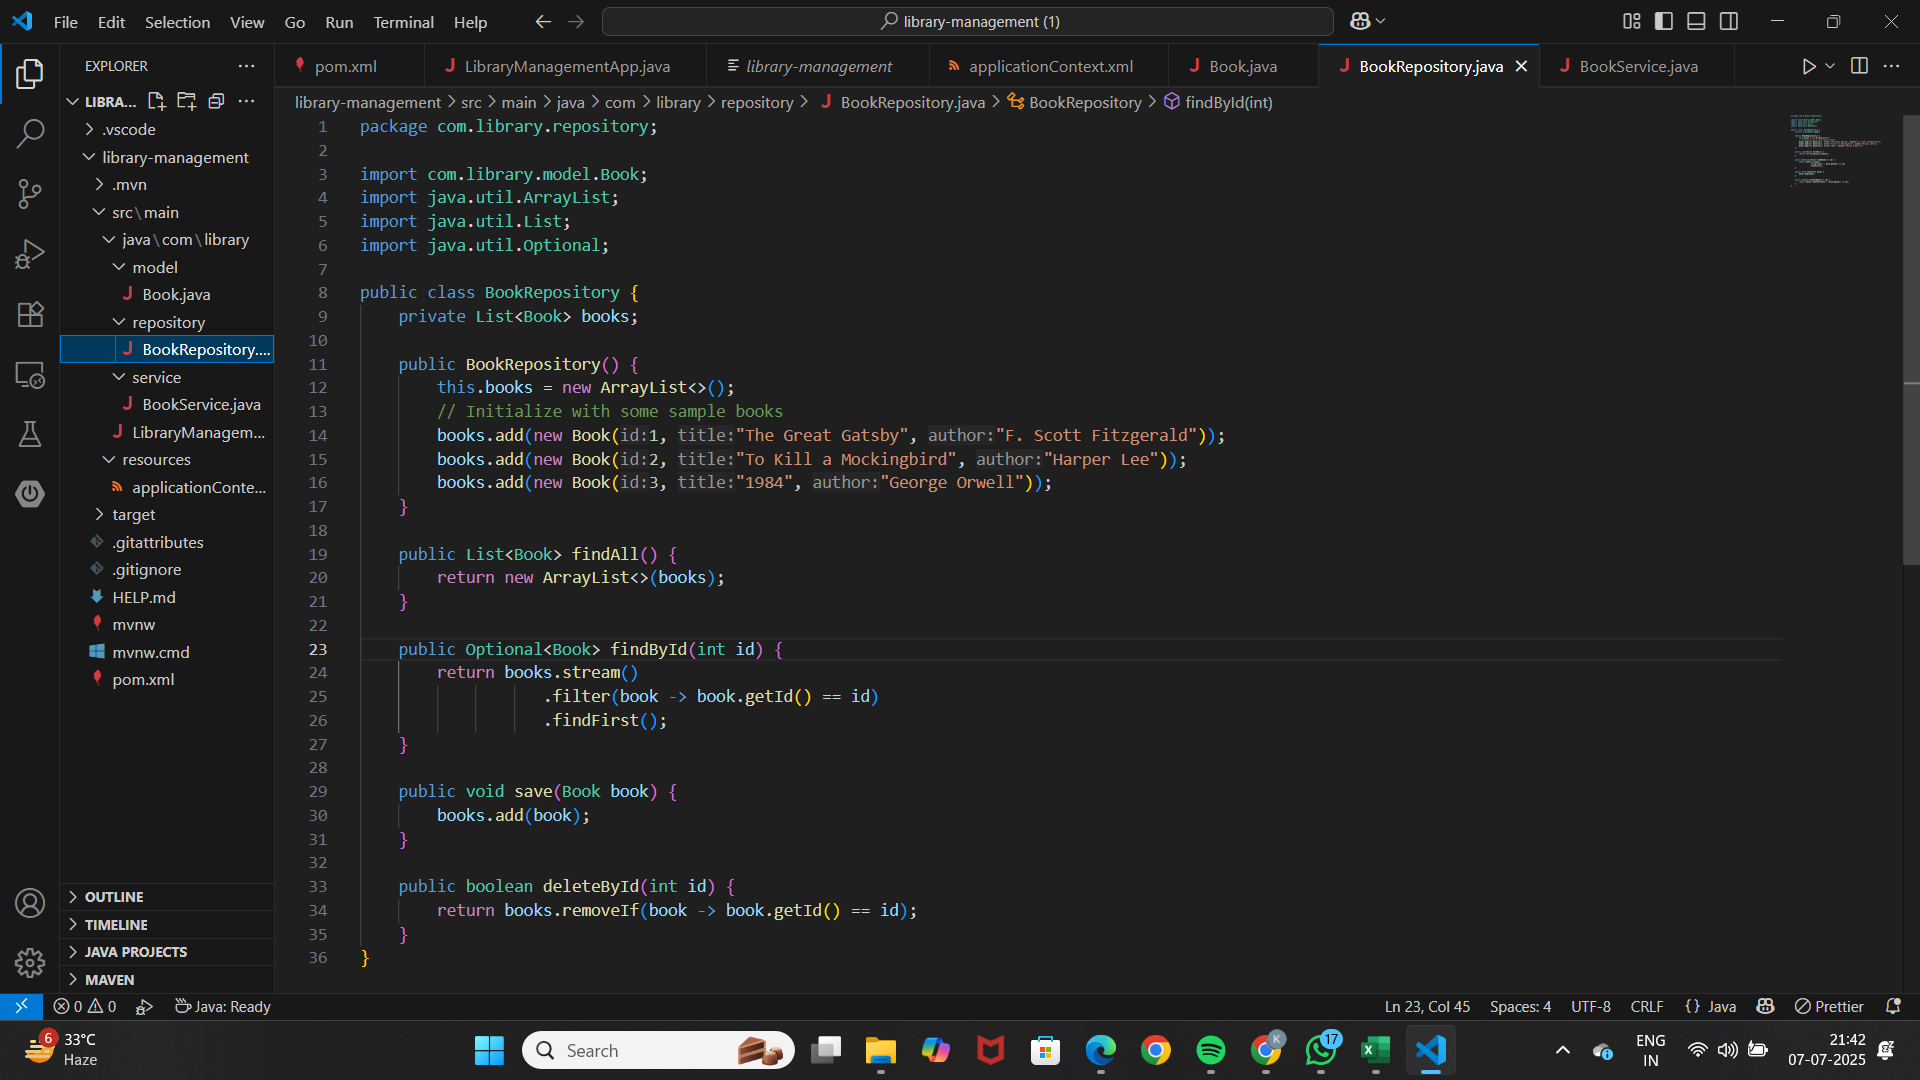 File Edit Selection View Go Run Terminal Help
library-management (1)
EXPLORER
LIBRA...
.vscode
library-management
.mvn
src\main
java\com\library
model
Book.java
repository
BookRepository....
service
BookService.java
LibraryManagem...
resources
applicationConte...
target
.gitattributes
.gitignore
HELP.md
mvnw
mvnw.cmd
pom.xml
OUTLINE
TIMELINE
JAVA PROJECTS
MAVEN
pom.xml LibraryManagementApp.java library-management applicationContext.xml Book.java BookRepository.java BookService.java
library-management > src > main > java > com > library > repository > BookRepository.java > BookRepository > findById(int)
1 package com.library.repository;
2
3 import com.library.model.Book;
4 import java.util.ArrayList;
5 import java.util.List;
6 import java.util.Optional;
7
8 public class BookRepository {
9     private List<Book> books;
10
11     public BookRepository() {
12         this.books = new ArrayList<>();
13         // Initialize with some sample books
14         books.add(new Book(id:1, title:"The Great Gatsby", author:"F. Scott Fitzgerald"));
15         books.add(new Book(id:2, title:"To Kill a Mockingbird", author:"Harper Lee"));
16         books.add(new Book(id:3, title:"1984", author:"George Orwell"));
17     }
18
19     public List<Book> findAll() {
20         return new ArrayList<>(books);
21     }
22
23     public Optional<Book> findById(int id) {
24         return books.stream()
25                    .filter(book -> book.getId() == id)
26                    .findFirst();
27     }
28
29     public void save(Book book) {
30         books.add(book);
31     }
32
33     public boolean deleteById(int id) {
34         return books.removeIf(book -> book.getId() == id);
35     }
36 }
0 0 Java: Ready
Ln 23, Col 45 Spaces: 4 UTF-8 CRLF {} Java Prettier
6
33°C
Haze
Search
K
17
ENG
IN
21:42
07-07-2025